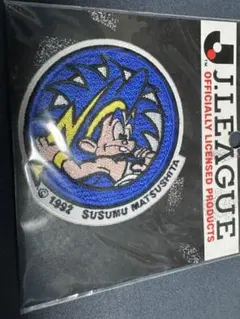 J.LEAGUE
OFFICIALLY LICENSED PRODUCTS
© 1992 SUSUMU MATSUSHITA